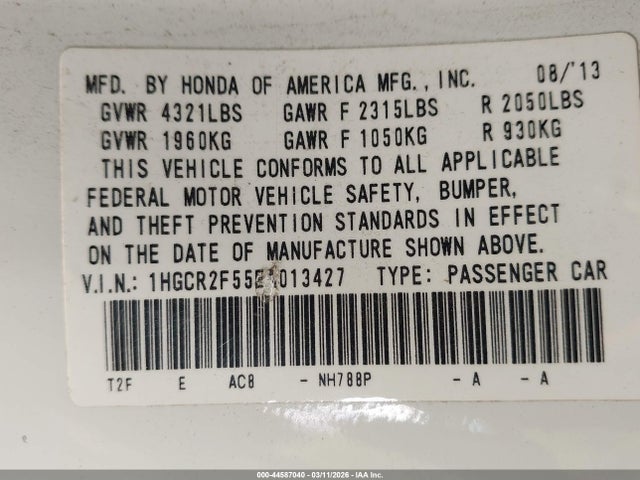 MFD. BY HONDA OF AMERICA MFG., INC. 08/'13
GVWR 4321LBS GAWR F 2315LBS R 2050LBS
GVWR 1960KG GAWR F 1050KG R 930KG
THIS VEHICLE CONFORMS TO ALL APPLICABLE
FEDERAL MOTOR VEHICLE SAFETY, BUMPER,
AND THEFT PREVENTION STANDARDS IN EFFECT
ON THE DATE OF MANUFACTURE SHOWN ABOVE.
V.I.N.: TYPE: PASSENGER CAR
T2F E AC8 - NH788P - A - A
000-44587040 - 03/11/2026 - IAA Inc.